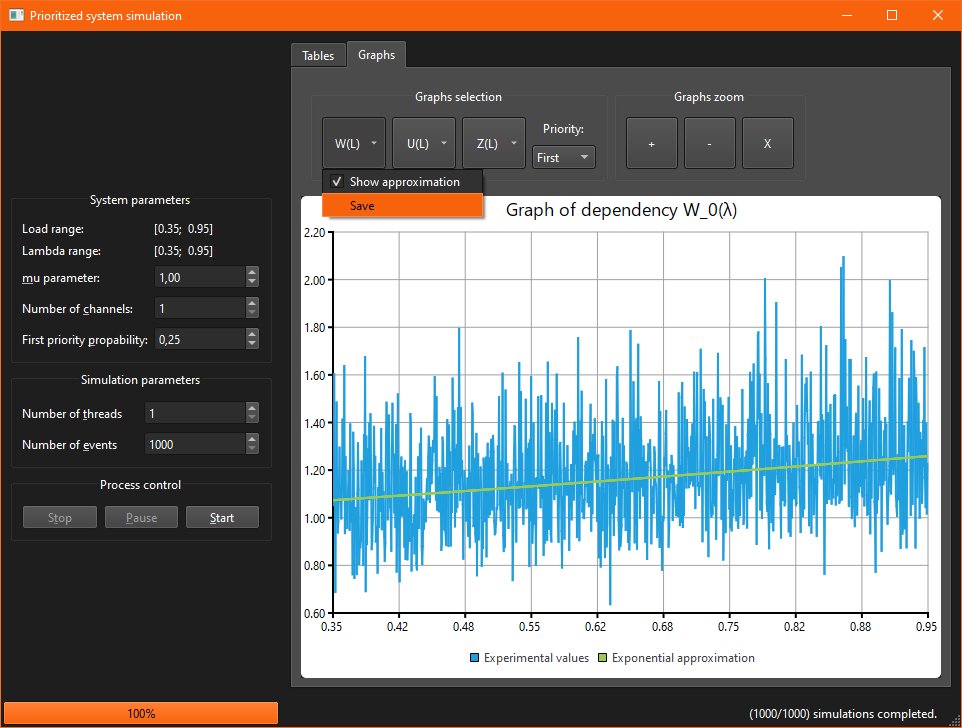 Prioritized system simulation
Tables Graphs
Graphs selection
W(L) U(L) Z(L)
Priority:
First
Graphs zoom
+ - X
Show approximation
Save
System parameters
Load range: [0.35; 0.95]
Lambda range: [0.35; 0.95]
mu parameter: 1,00
Number of channels: 1
First priority propability: 0,25
Simulation parameters
Number of threads 1
Number of events 1000
Process control
Stop Pause Start
Graph of dependency W_0(λ)
2.20
2.00
1.80
1.60
1.40
1.20
1.00
0.80
0.60
0.35 0.42 0.48 0.55 0.62 0.68 0.75 0.82 0.88 0.95
Experimental values Exponential approximation
100%
(1000/1000) simulations completed.